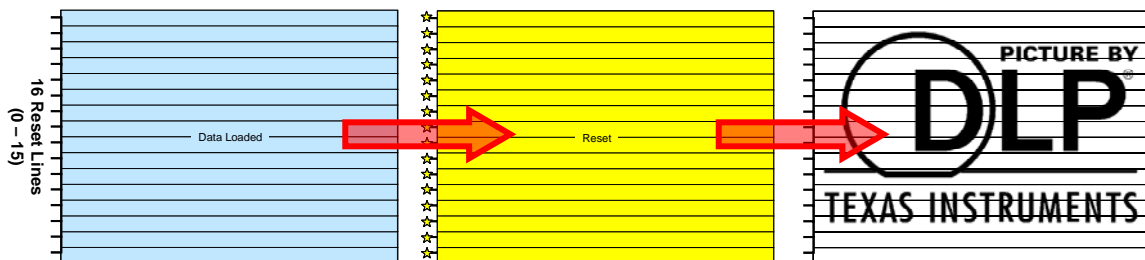 16 Reset Lines
(0 – 15)
Data Loaded
Reset
PICTURE BY
DLP®
TEXAS INSTRUMENTS